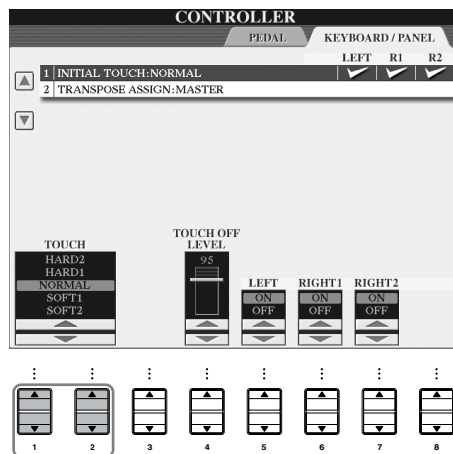 CONTROLLER
PEDAL KEYBOARD / PANEL
LEFT R1 R2
1 INITIAL TOUCH:NORMAL
2 TRANSPOSE ASSIGN:MASTER
TOUCH
HARD2
HARD1
NORMAL
SOFT1
SOFT2
TOUCH OFF
LEVEL
95
LEFT
ON
OFF
RIGHT1
ON
OFF
RIGHT2
ON
OFF
1 2 3 4 5 6 7 8